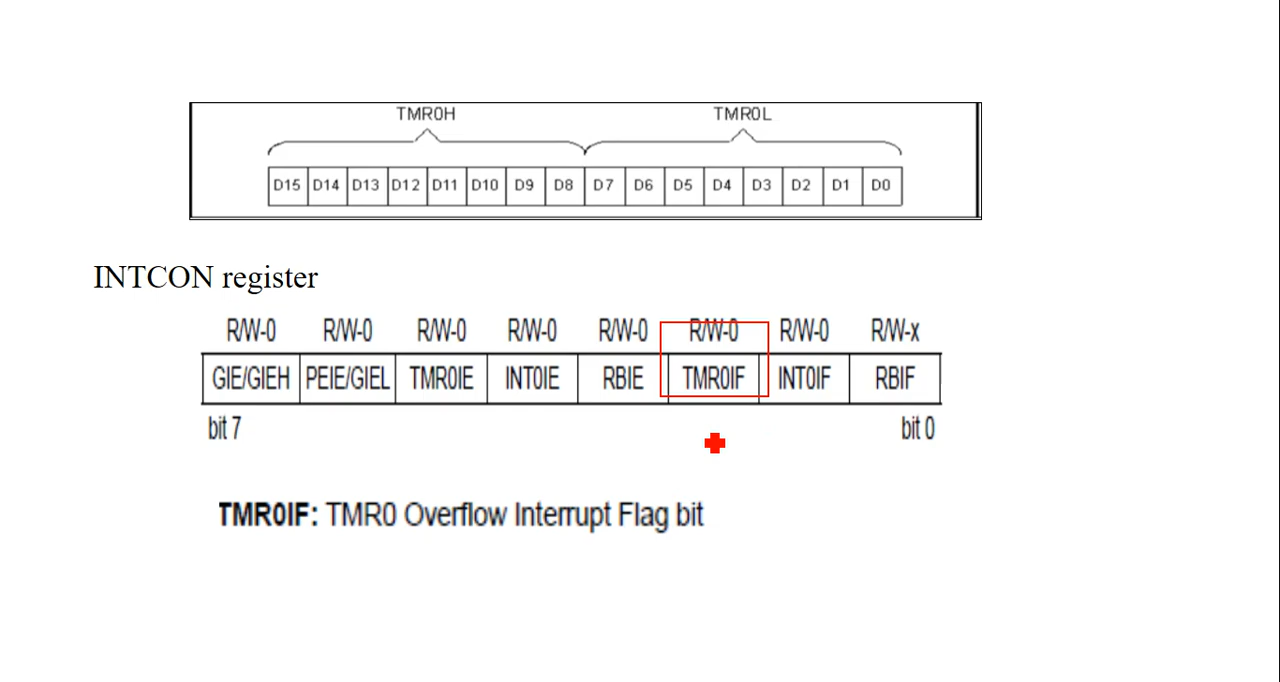 TMR0H TMR0L
D15 D14 D13 D12 D11 D10 D9 D8 D7 D6 D5 D4 D3 D2 D1 D0
INTCON register
R/W-0 R/W-0 R/W-0 R/W-0 R/W-0 R/W-0 R/W-0 R/W-x
GIE/GIEH PEIE/GIEL TMR0IE INT0IE RBIE TMR0IF INT0IF RBIF
bit 7 bit 0
TMR0IF: TMR0 Overflow Interrupt Flag bit